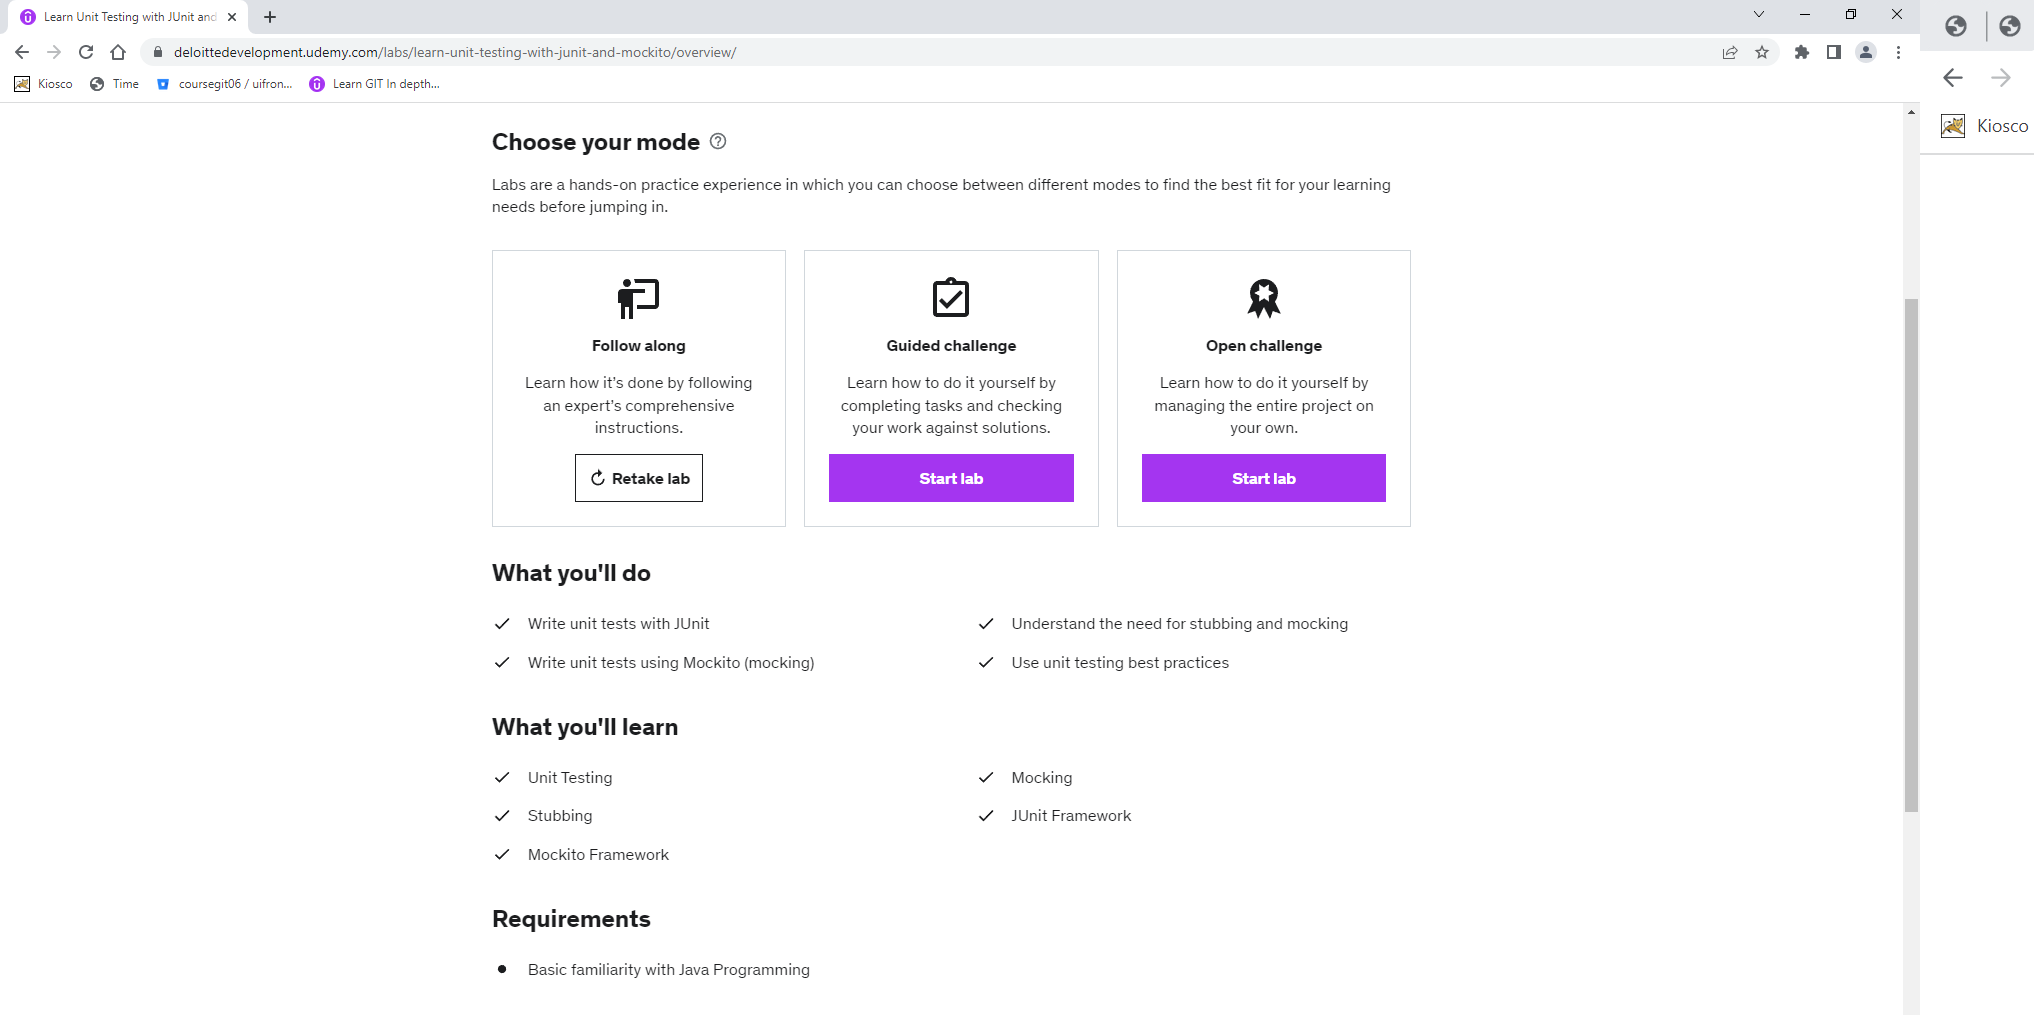 Learn Unit Testing with JUnit and
deloittedevelopment.udemy.com/labs/learn-unit-testing-with-junit-and-mockito/overview/
Kiosco
Time
coursegit06 / uifron...
Learn GIT In depth...
Kiosco
Choose your mode
Labs are a hands-on practice experience in which you can choose between different modes to find the best fit for your learning
needs before jumping in.
Follow along
Learn how it's done by following
an expert's comprehensive
instructions.
Retake lab
Guided challenge
Learn how to do it yourself by
completing tasks and checking
your work against solutions.
Start lab
Open challenge
Learn how to do it yourself by
managing the entire project on
your own.
Start lab
What you'll do
Write unit tests with JUnit
Understand the need for stubbing and mocking
Write unit tests using Mockito (mocking)
Use unit testing best practices
What you'll learn
Unit Testing
Mocking
Stubbing
JUnit Framework
Mockito Framework
Requirements
Basic familiarity with Java Programming